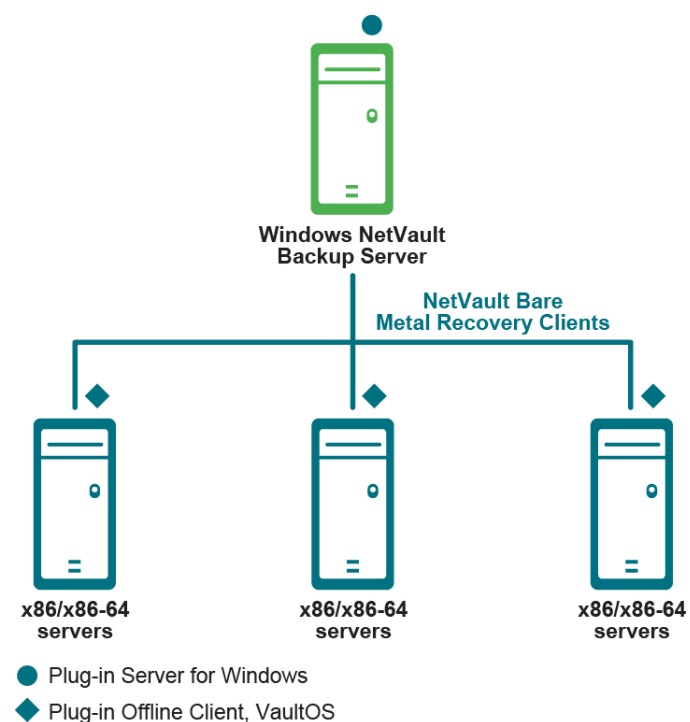 Windows NetVault
Backup Server
NetVault Bare
Metal Recovery Clients
x86/x86-64
servers
x86/x86-64
servers
x86/x86-64
servers
Plug-in Server for Windows
Plug-in Offline Client, VaultOS